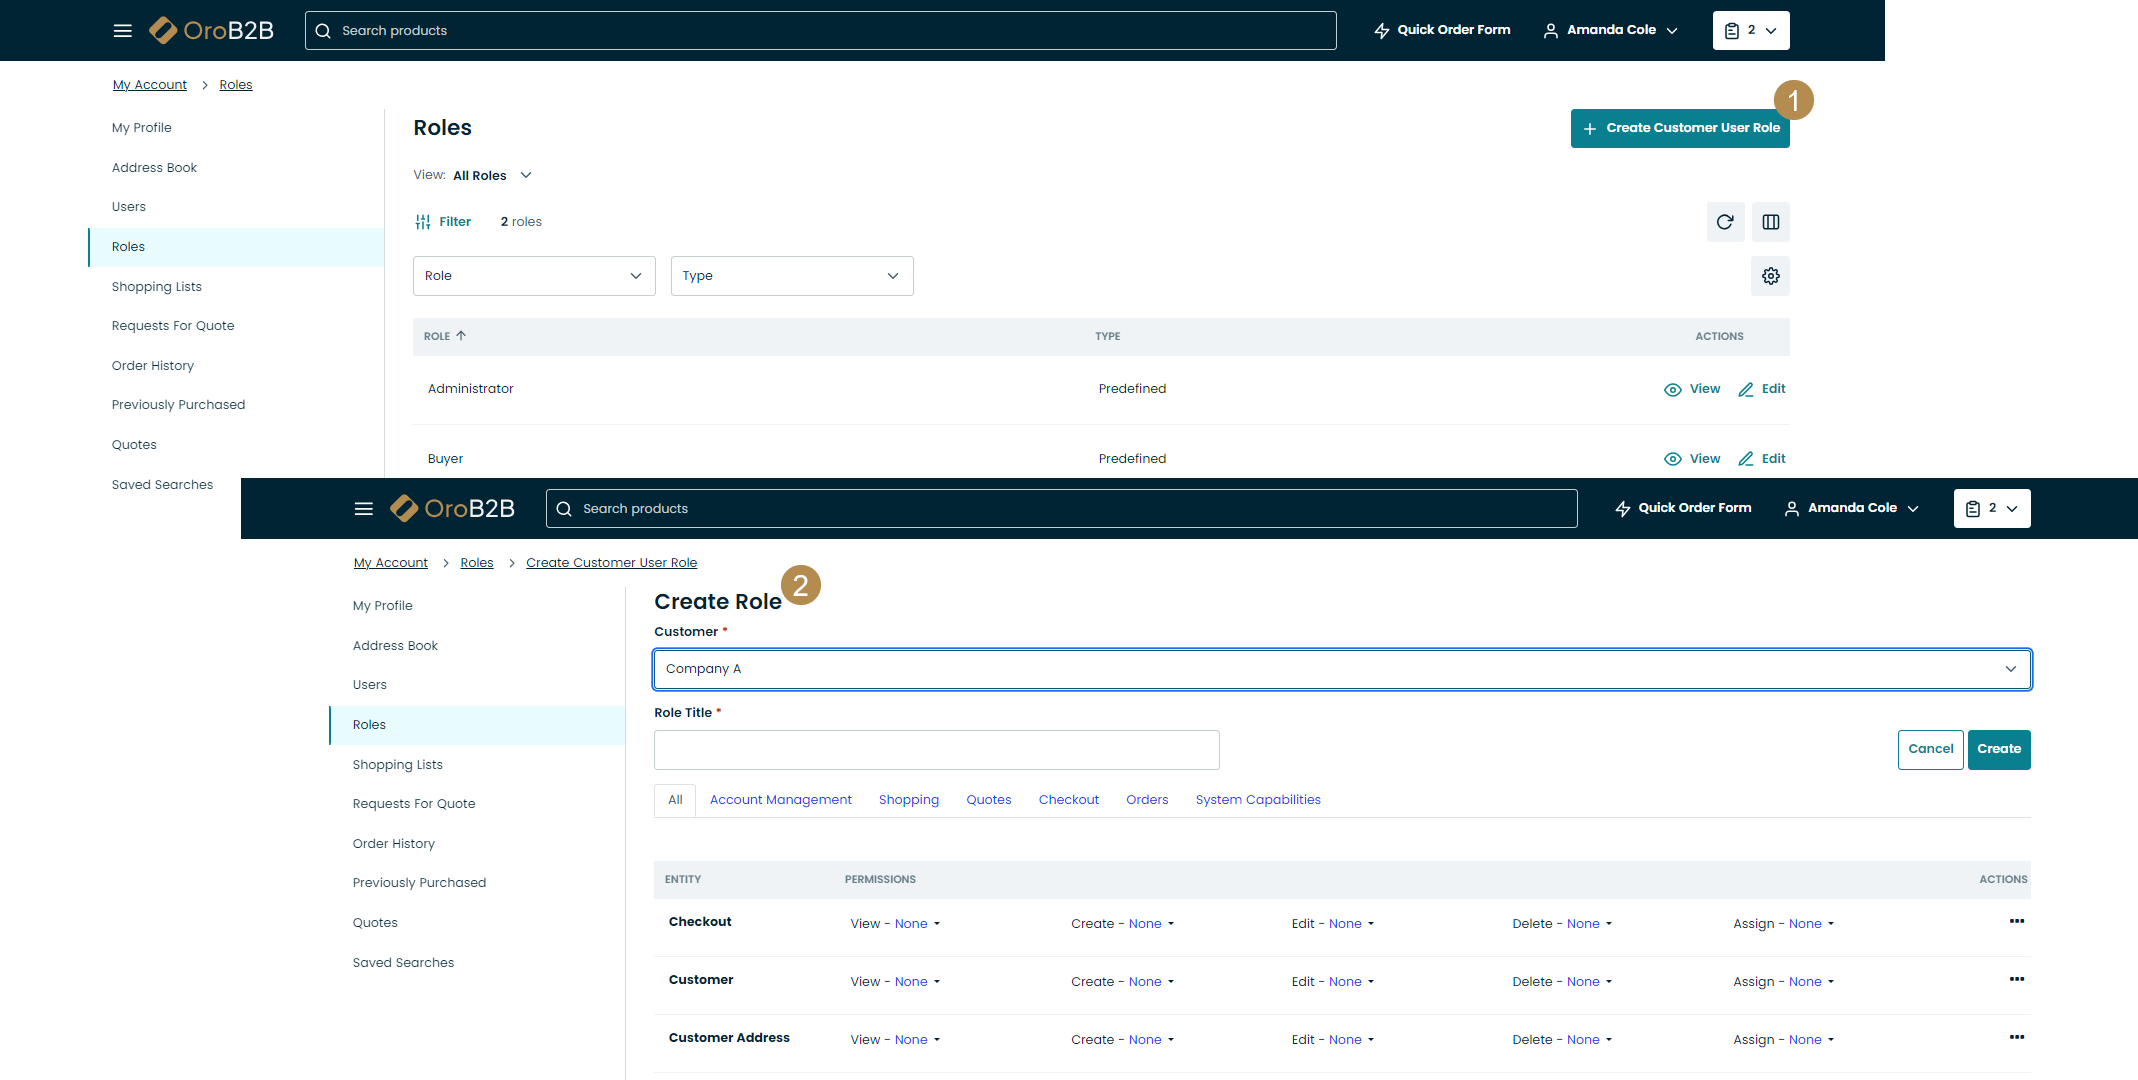 OroB2B
Search products
Quick Order Form
Amanda Cole
2
My Account > Roles
1
My Profile
Address Book
Users
Roles
Shopping Lists
Requests For Quote
Order History
Previously Purchased
Quotes
Saved Searches
Roles
+ Create Customer User Role
View: All Roles
Filter 2 roles
Role Type
ROLE ↑ TYPE ACTIONS
Administrator Predefined View Edit
Buyer Predefined View Edit
OroB2B
Search products
Quick Order Form
Amanda Cole
2
My Account > Roles > Create Customer User Role
My Profile
Address Book
Users
Roles
Shopping Lists
Requests For Quote
Order History
Previously Purchased
Quotes
Saved Searches
Create Role
2
Customer *
Company A
Role Title *
Cancel Create
All Account Management Shopping Quotes Checkout Orders System Capabilities
ENTITY PERMISSIONS ACTIONS
Checkout View - None Create - None Edit - None Delete - None Assign - None •••
Customer View - None Create - None Edit - None Delete - None Assign - None •••
Customer Address View - None Create - None Edit - None Delete - None Assign - None •••